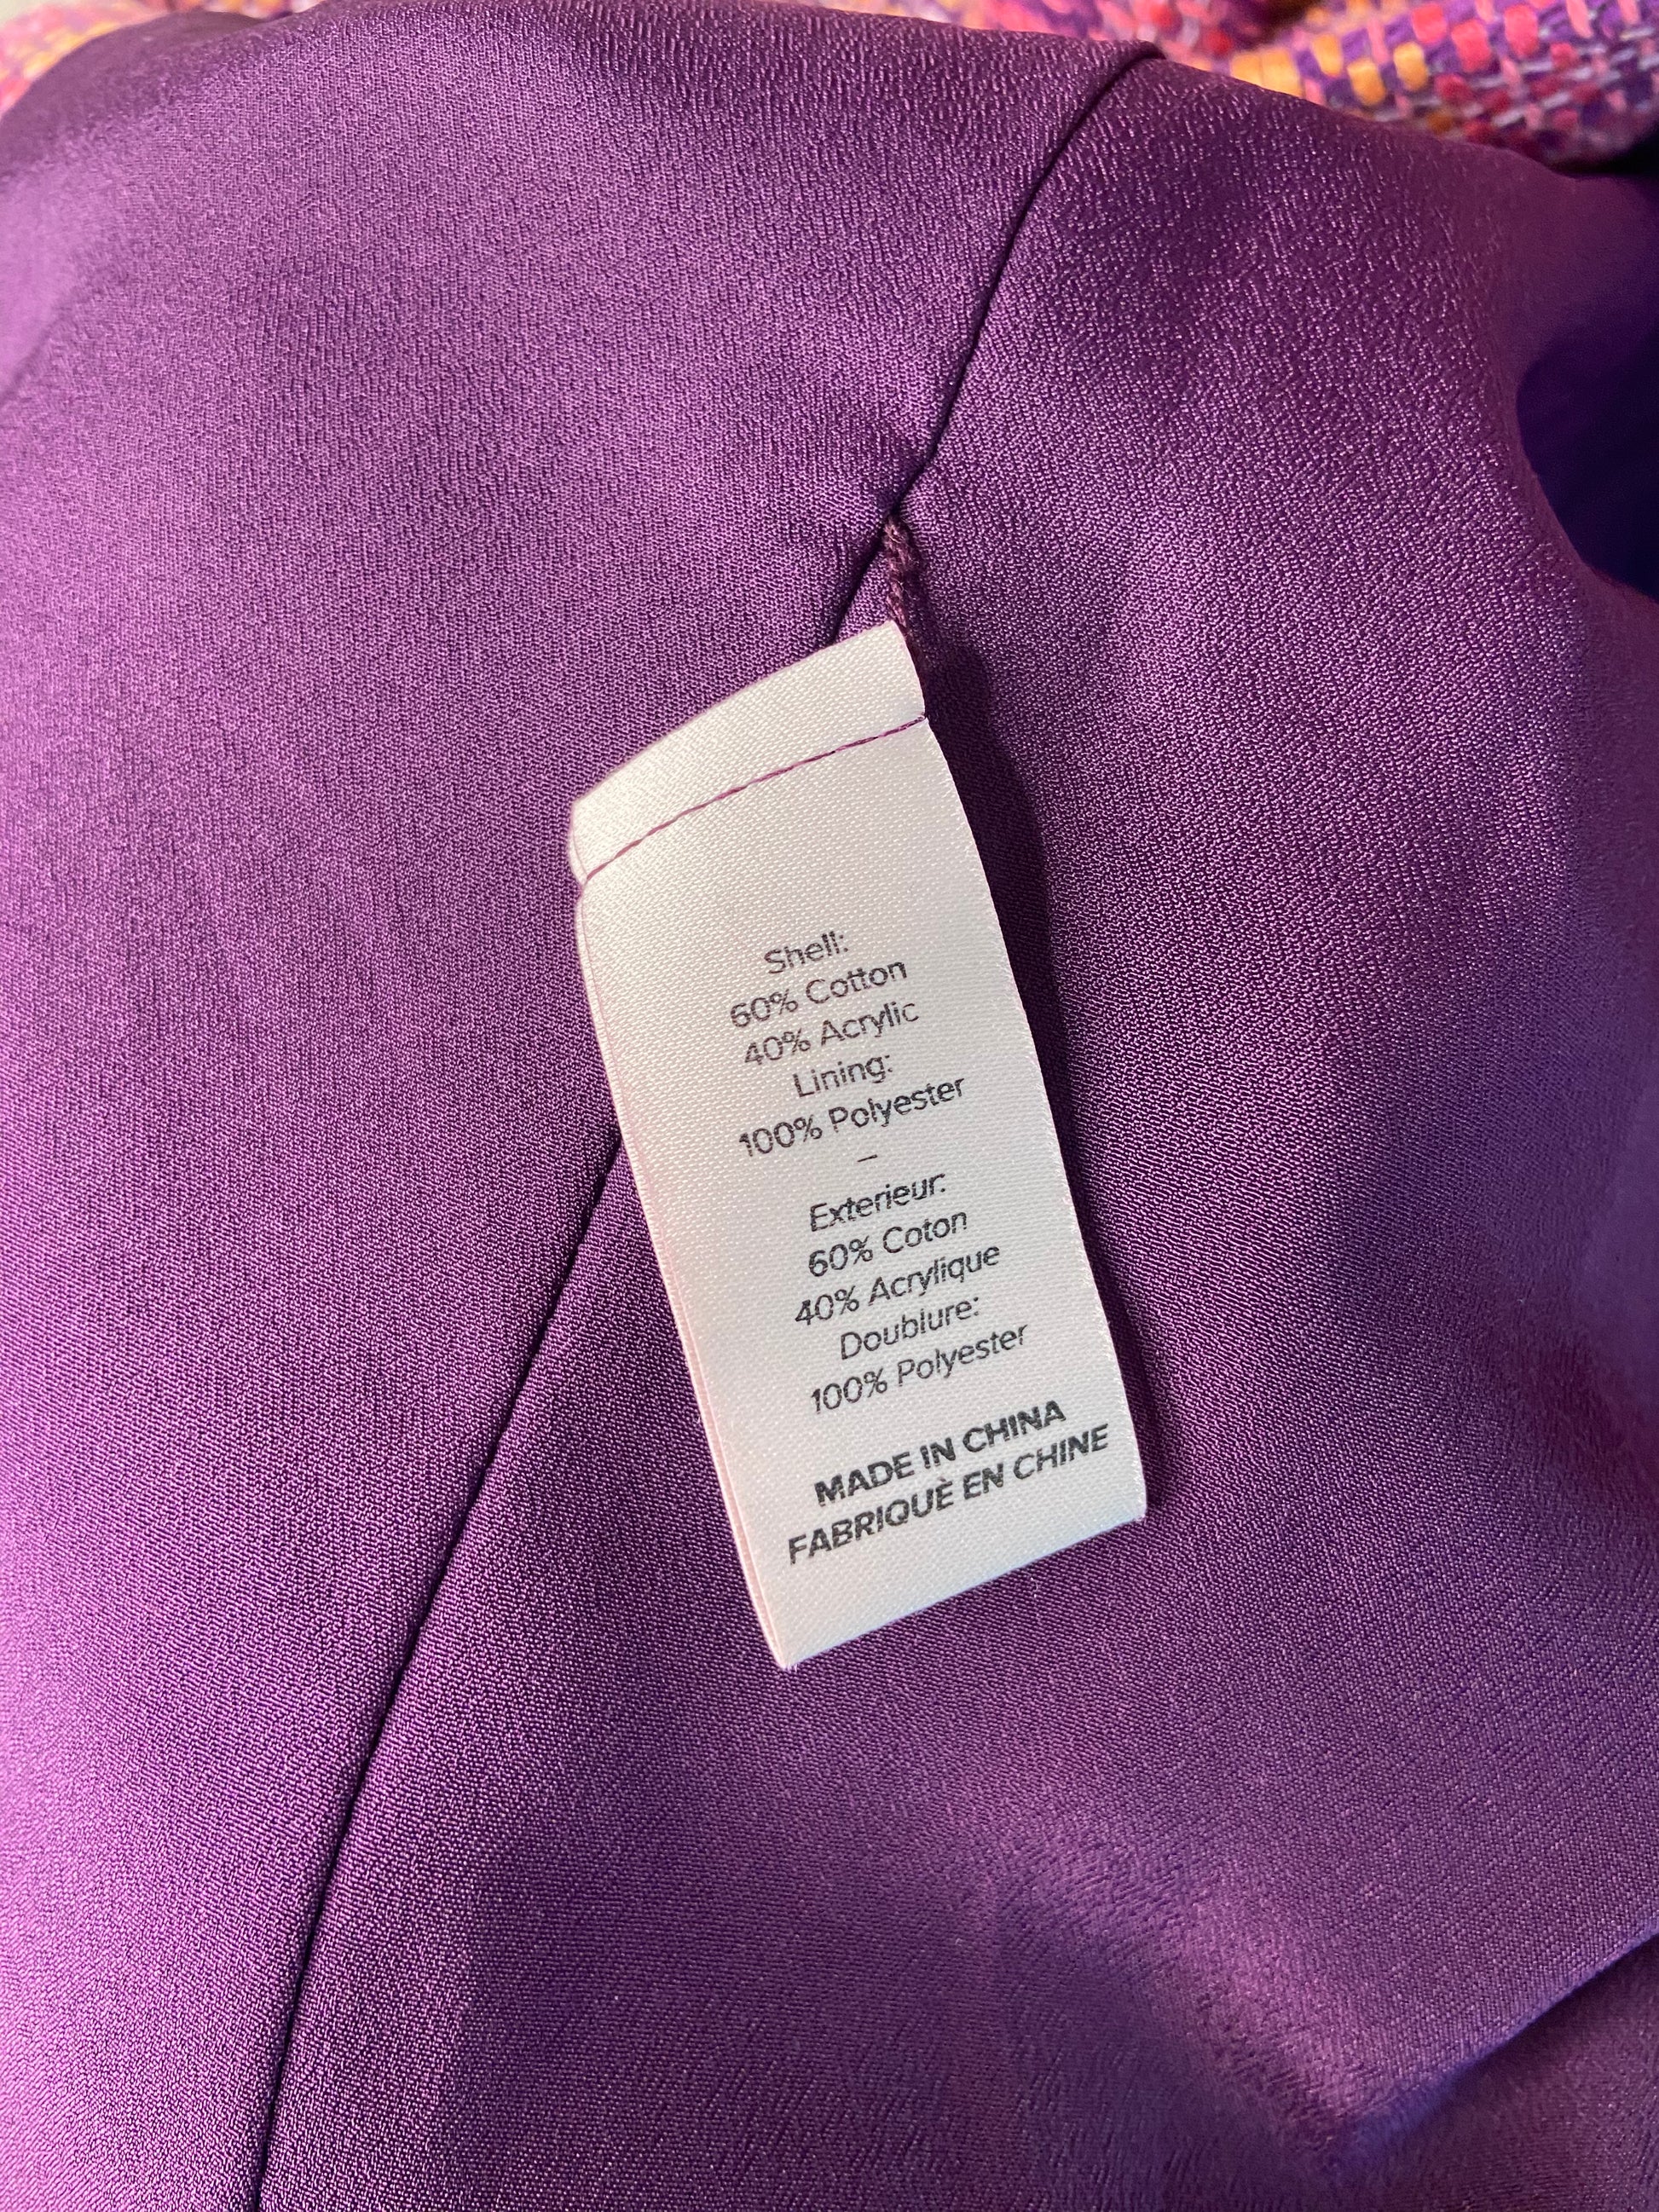 Shell:
60% Cotton
40% Acrylic
Lining:
100% Polyester
–
Exterieur:
60% Coton
40% Acrylique
Doublure:
100% Polyester
MADE IN CHINA
FABRIQUÈ EN CHINE